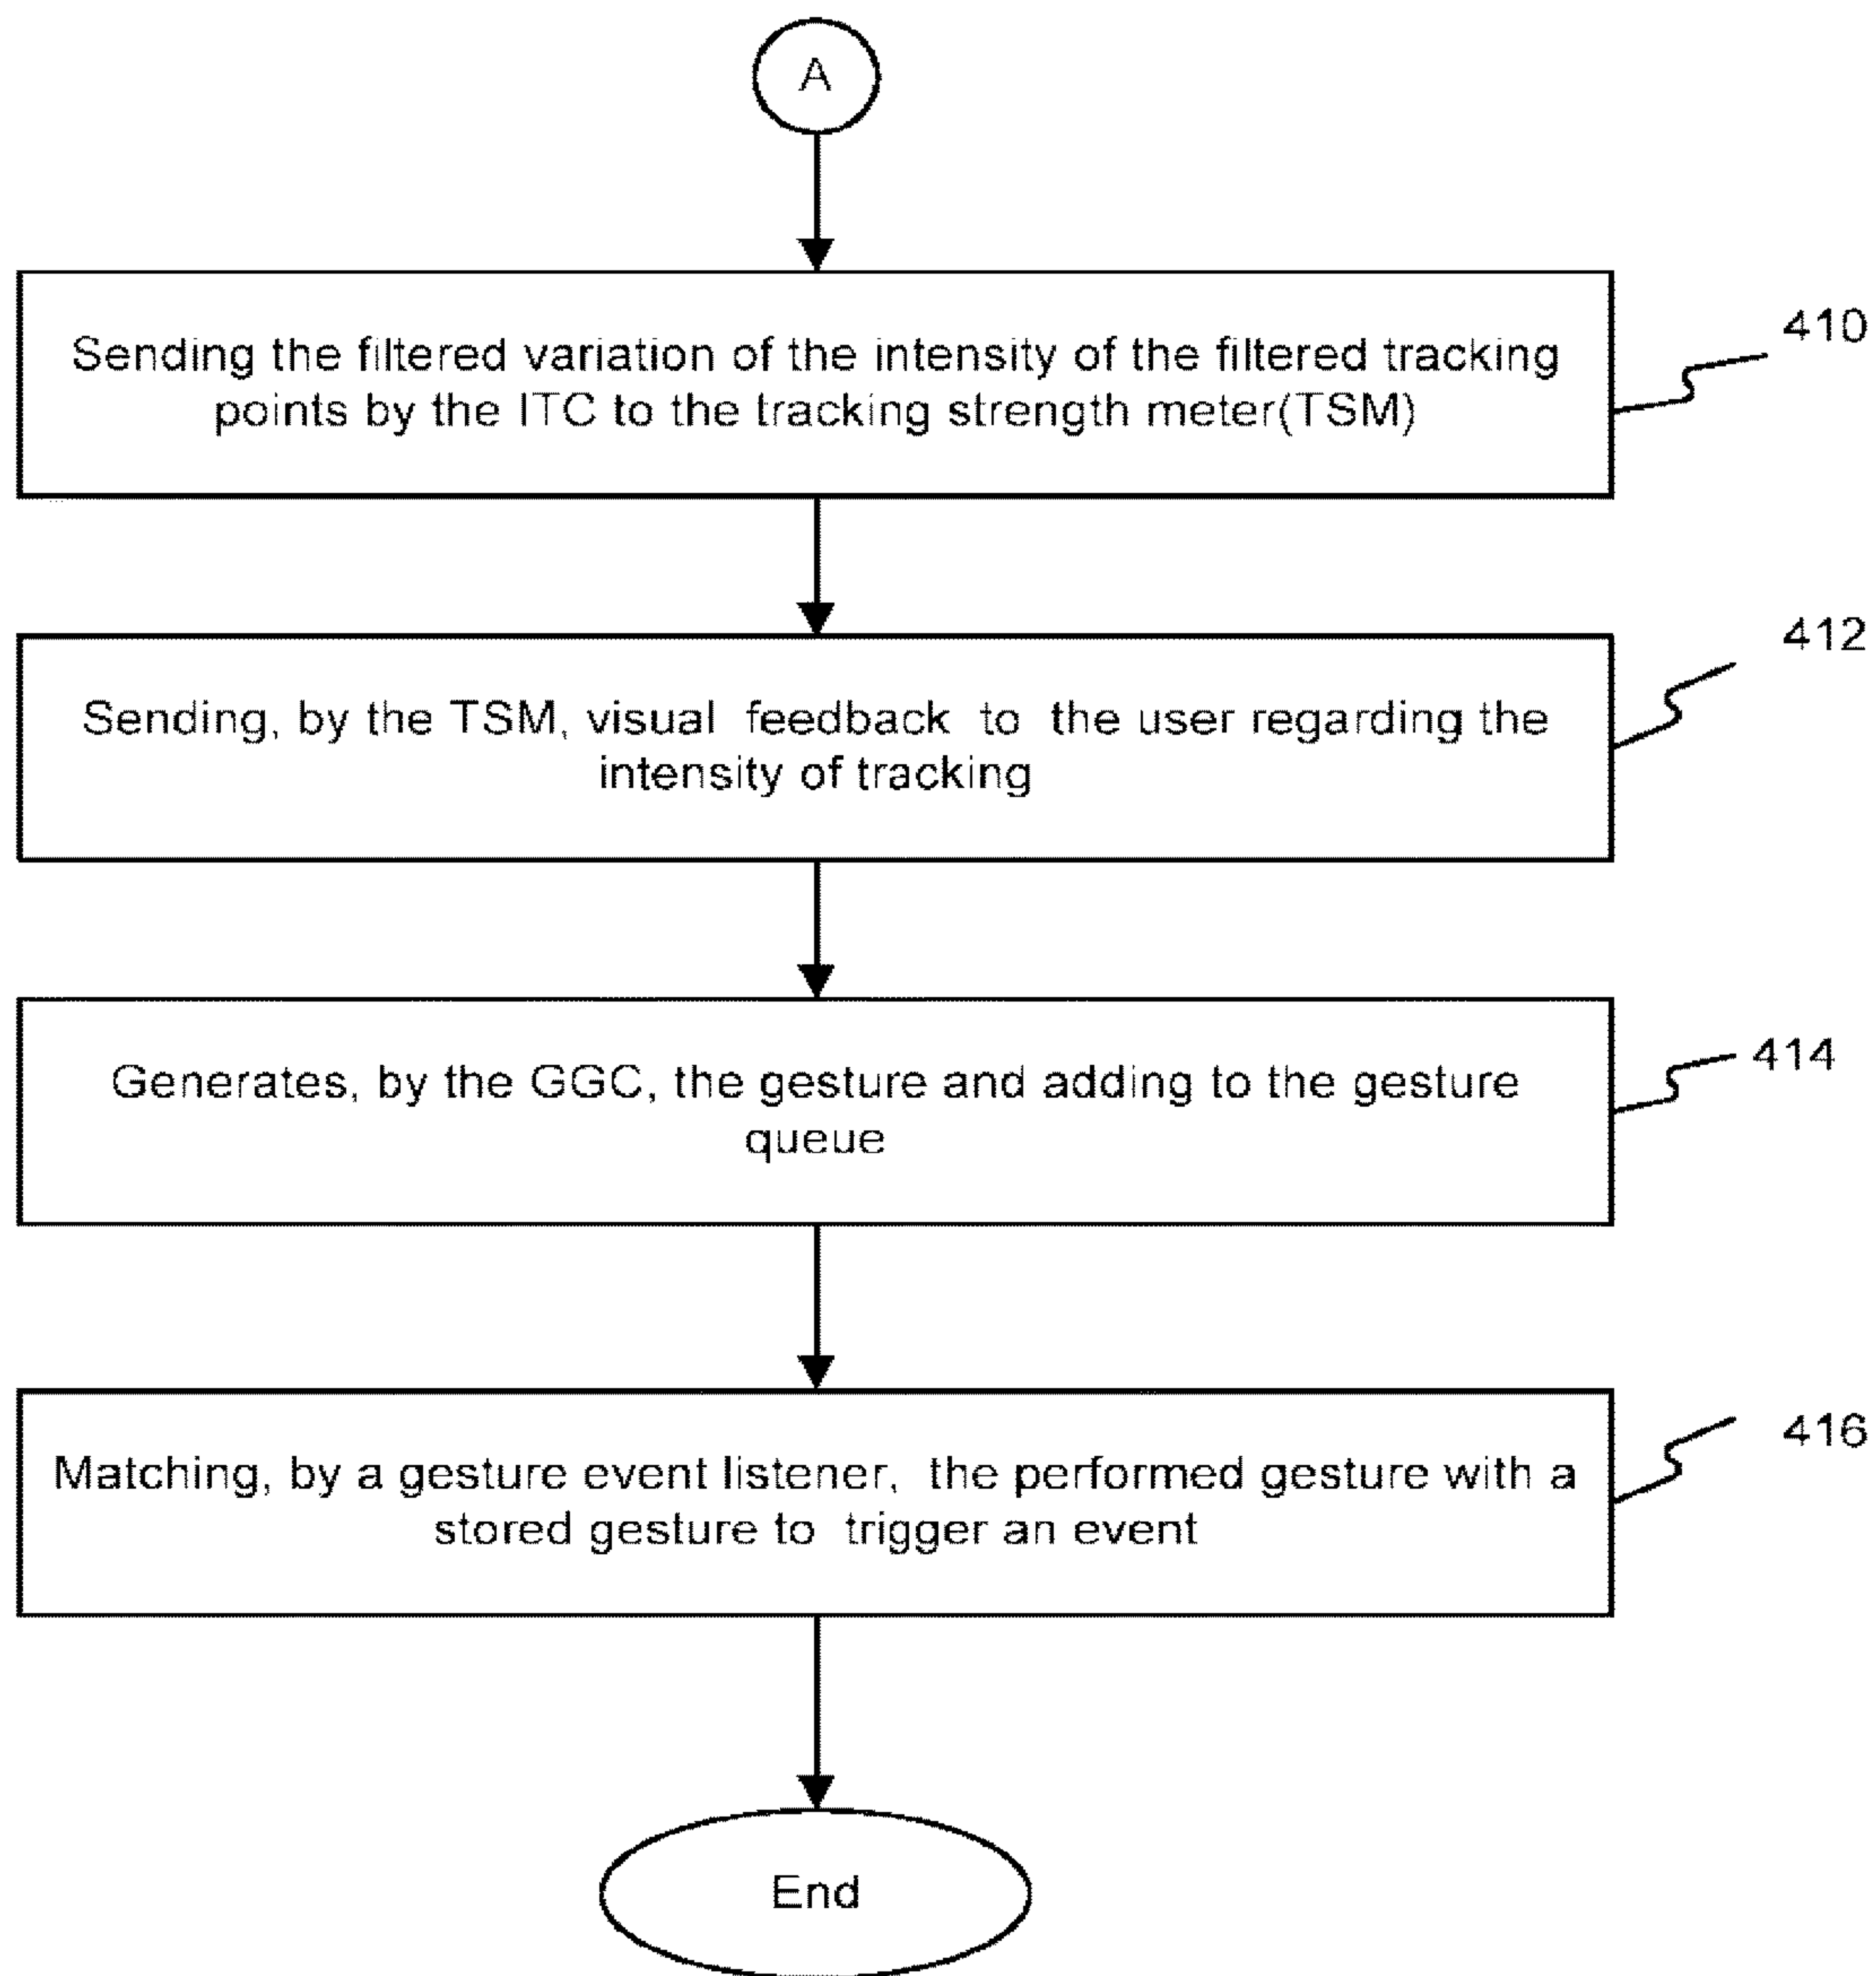 A
Sending the filtered variation of the intensity of the filtered tracking
points by the ITC to the tracking strength meter(TSM)
410
Sending, by the TSM, visual feedback to the user regarding the
intensity of tracking
412
Generates, by the GGC, the gesture and adding to the gesture
queue
414
Matching, by a gesture event listener, the performed gesture with a
stored gesture to trigger an event
416
End